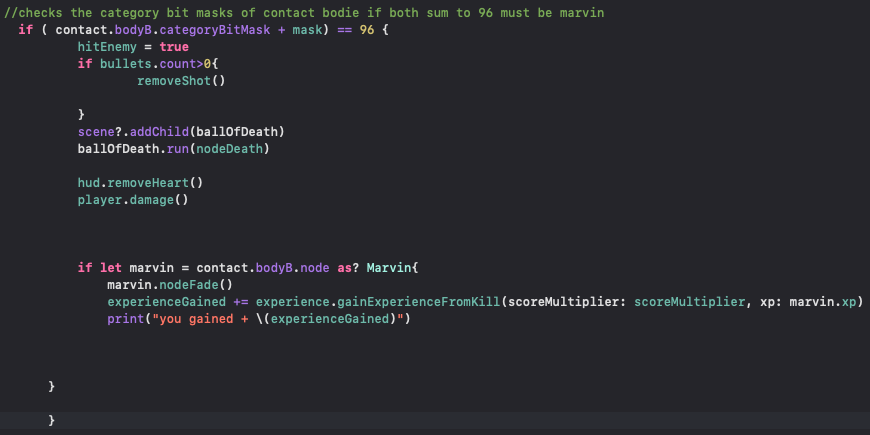 //checks the category bit masks of contact bodie if both sum to 96 must be marvin
if ( contact.bodyB.categoryBitMask + mask) == 96 {
hitEnemy = true
if bullets.count>0{
removeShot()
}
scene?.addChild(ballOfDeath)
ballOfDeath.run(nodeDeath)
hud.removeHeart()
player.damage()
if let marvin = contact.bodyB.node as? Marvin{
marvin.nodeFade()
experienceGained += experience.gainExperienceFromKill(scoreMultiplier: scoreMultiplier, xp: marvin.xp)
print("you gained + \(experienceGained)")
}
}